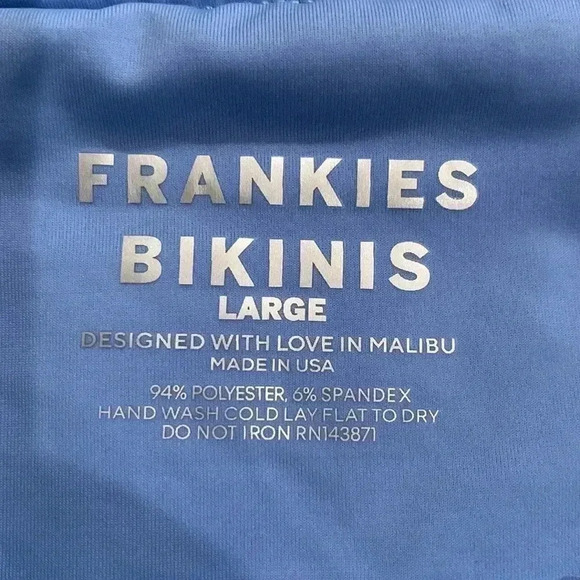 FRANKIES
BIKINIS
LARGE
DESIGNED WITH LOVE IN MALIBU
MADE IN USA
94% POLYESTER, 6% SPANDEX
HAND WASH COLD LAY FLAT TO DRY
DO NOT IRON RN143871